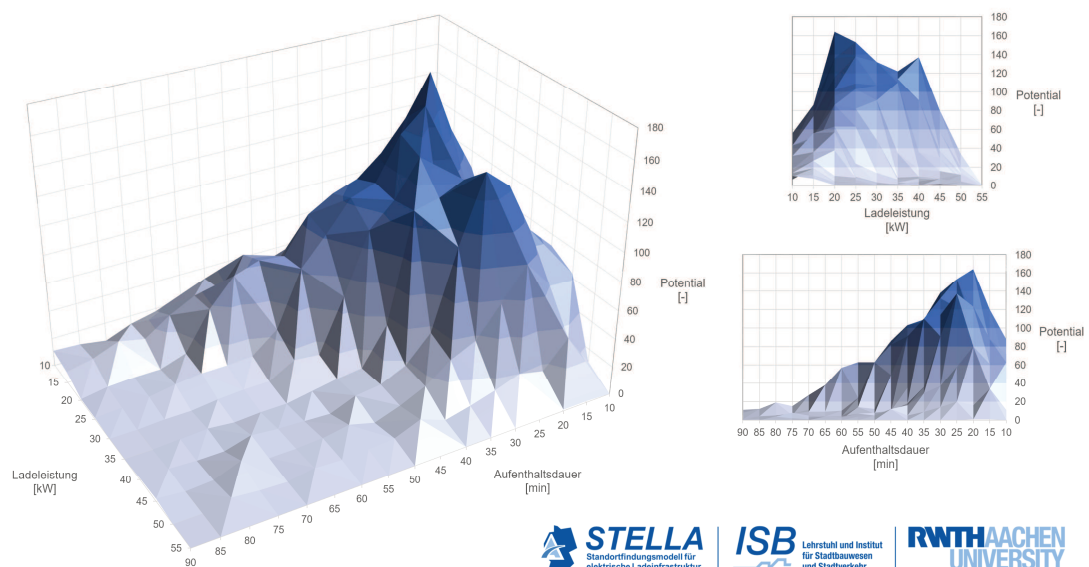 180
160
140
120
100
80
60
40
20
0
Potential
[-]
10
15
20
25
30
35
40
45
50
55
Ladeleistung
[kW]
90
85
80
75
70
65
60
55
50
45
40
35
30
20
15
10
Aufenthaltsdauer
[min]
180
160
140
120
100
80
60
40
20
0
Potential
[-]
10 15 20 25 30 35 40 45 50 55
Ladeleistung
[kW]
180
160
140
120
100
80
60
40
20
0
Potential
[-]
90 85 80 75 70 65 60 55 50 45 40 35 30 25 20 15 10
Aufenthaltsdauer
[min]
STELLA
Standortfindungsmodell für
elektrische Ladeinfrastruktur
ISB
Lehrstuhl und Institut
für Stadtbauwesen
und Stadtverkehr
RWTHAACHEN
UNIVERSITY